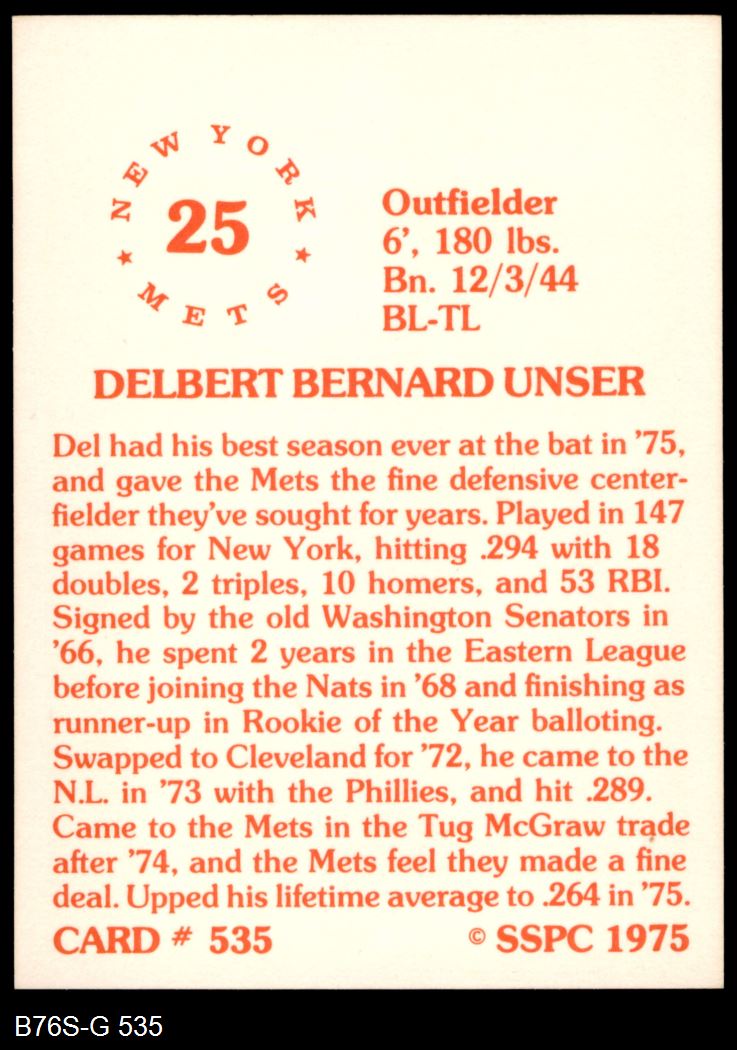 ★ NEW YORK ★
25
METS
Outfielder
6', 180 lbs.
Bn. 12/3/44
BL-TL
DELBERT BERNARD UNSER
Del had his best season ever at the bat in '75,
and gave the Mets the fine defensive center-
fielder they've sought for years. Played in 147
games for New York, hitting .294 with 18
doubles, 2 triples, 10 homers, and 53 RBI.
Signed by the old Washington Senators in
'66, he spent 2 years in the Eastern League
before joining the Nats in '68 and finishing as
runner-up in Rookie of the Year balloting.
Swapped to Cleveland for '72, he came to the
N.L. in '73 with the Phillies, and hit .289.
Came to the Mets in the Tug McGraw trade
after '74, and the Mets feel they made a fine
deal. Upped his lifetime average to .264 in '75.
CARD # 535 © SSPC 1975
B76S-G 535